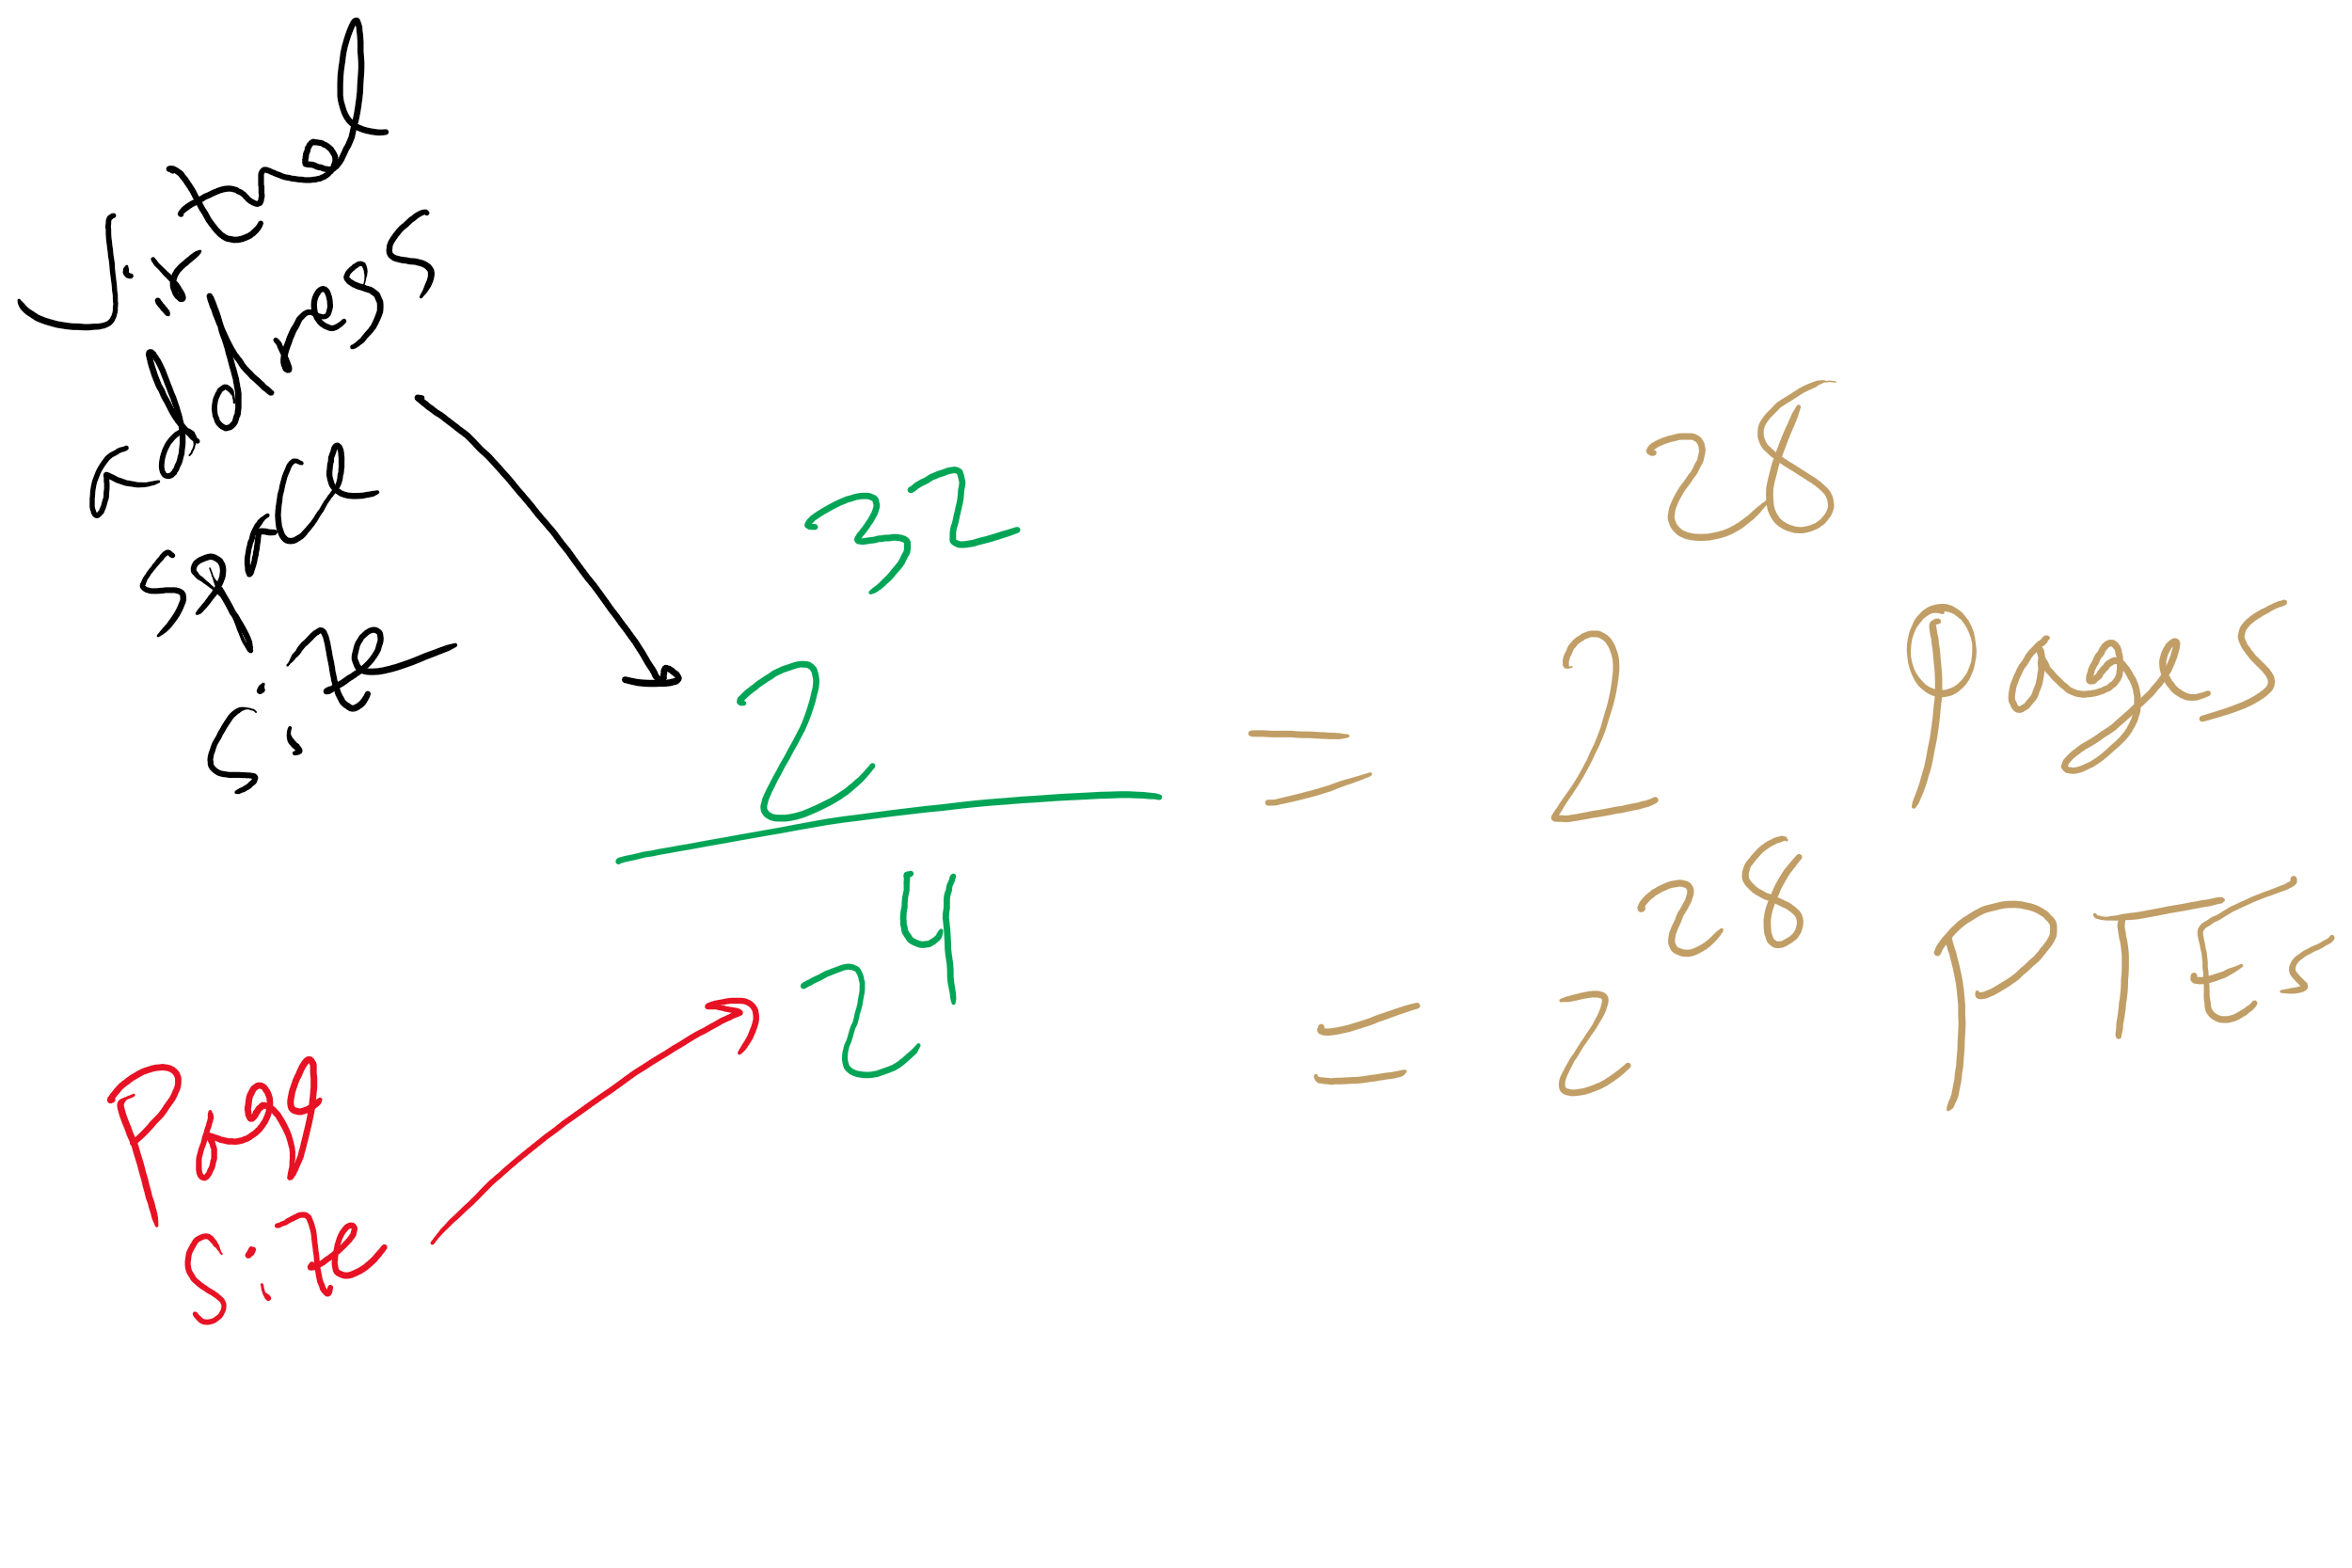 Virtual
address
space
size
2^32
2^4
= 2^28 pages
= 2^28 PTEs
Page
size